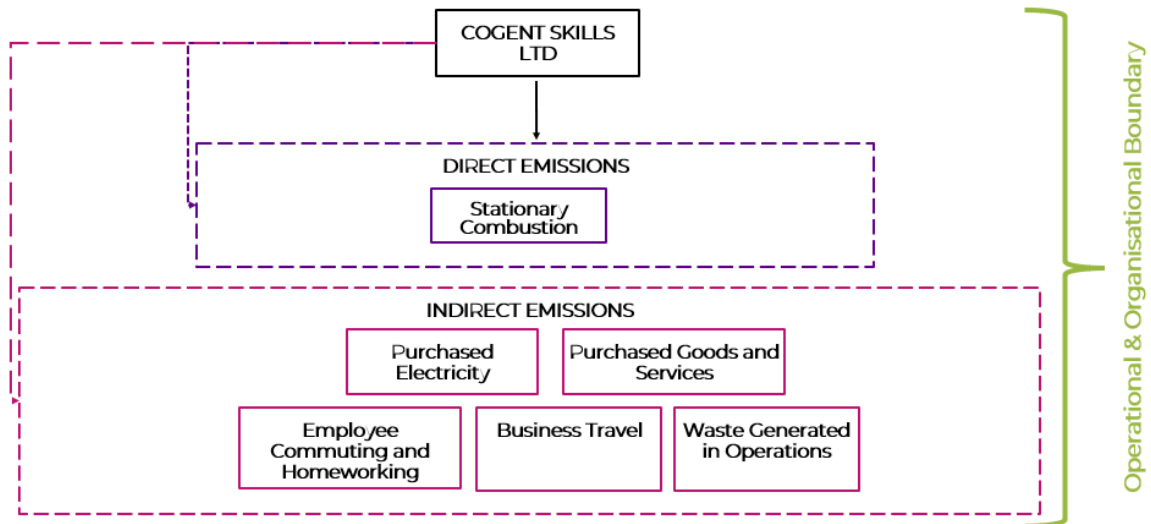 COGENT SKILLS
LTD
DIRECT EMISSIONS
Stationary
Combustion
INDIRECT EMISSIONS
Purchased
Electricity
Purchased Goods and
Services
Employee
Commuting and
Homeworking
Business Travel
Waste Generated
in Operations
Operational & Organisational Boundary